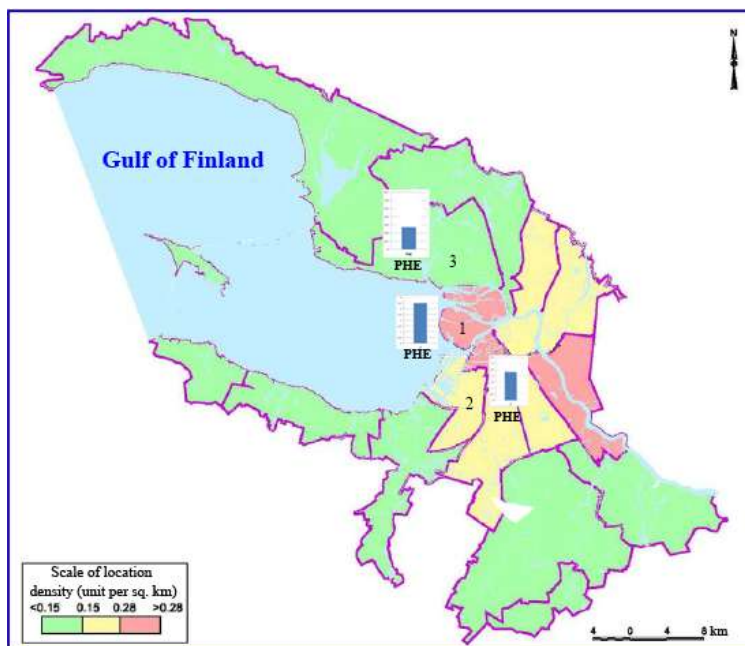 N
Gulf of Finland
PHE
3
1
PHE
2
PHE
Scale of location
density (unit per sq. km)
<0.15 0.15 0.28 >0.28
4 0 4 8 km